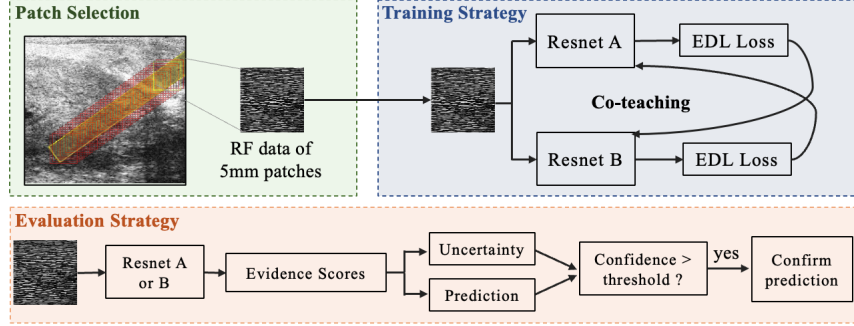 Patch Selection
RF data of
5mm patches
Training Strategy
Resnet A
EDL Loss
Co-teaching
Resnet B
EDL Loss
Evaluation Strategy
Resnet A
or B
Evidence Scores
Uncertainty
Prediction
Confidence >
threshold ?
yes
Confirm
prediction